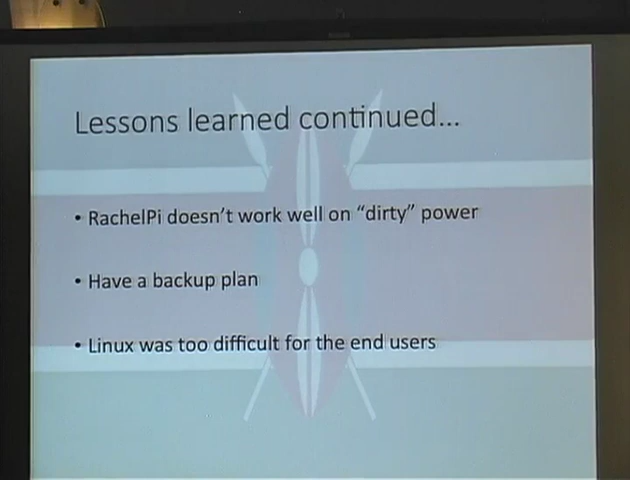 Lessons learned continued...
• RachelPi doesn't work well on “dirty” power
• Have a backup plan
• Linux was too difficult for the end users